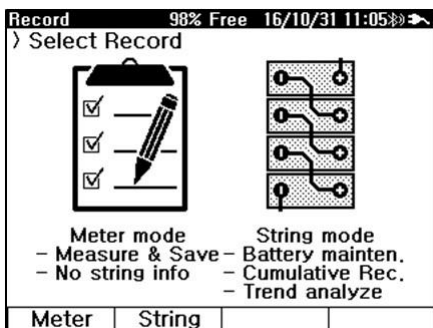 Record 98% Free 16/10/31 11:05
⟩ Select Record
Meter mode
- Measure & Save
- No string info
String mode
- Battery mainten.
- Cumulative Rec.
- Trend analyze
Meter String